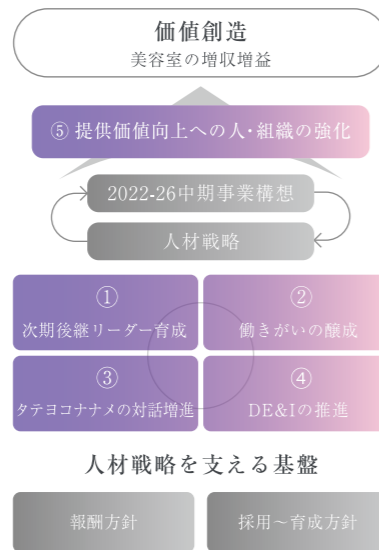 価値創造
美容室の増収増益
⑤ 提供価値向上への人・組織の強化
2022-26中期事業構想
人材戦略
①
次期後継リーダー育成
②
働きがいの醸成
③
タテヨコナナメの対話増進
④
DE&Iの推進
人材戦略を支える基盤
報酬方針
採用~育成方針